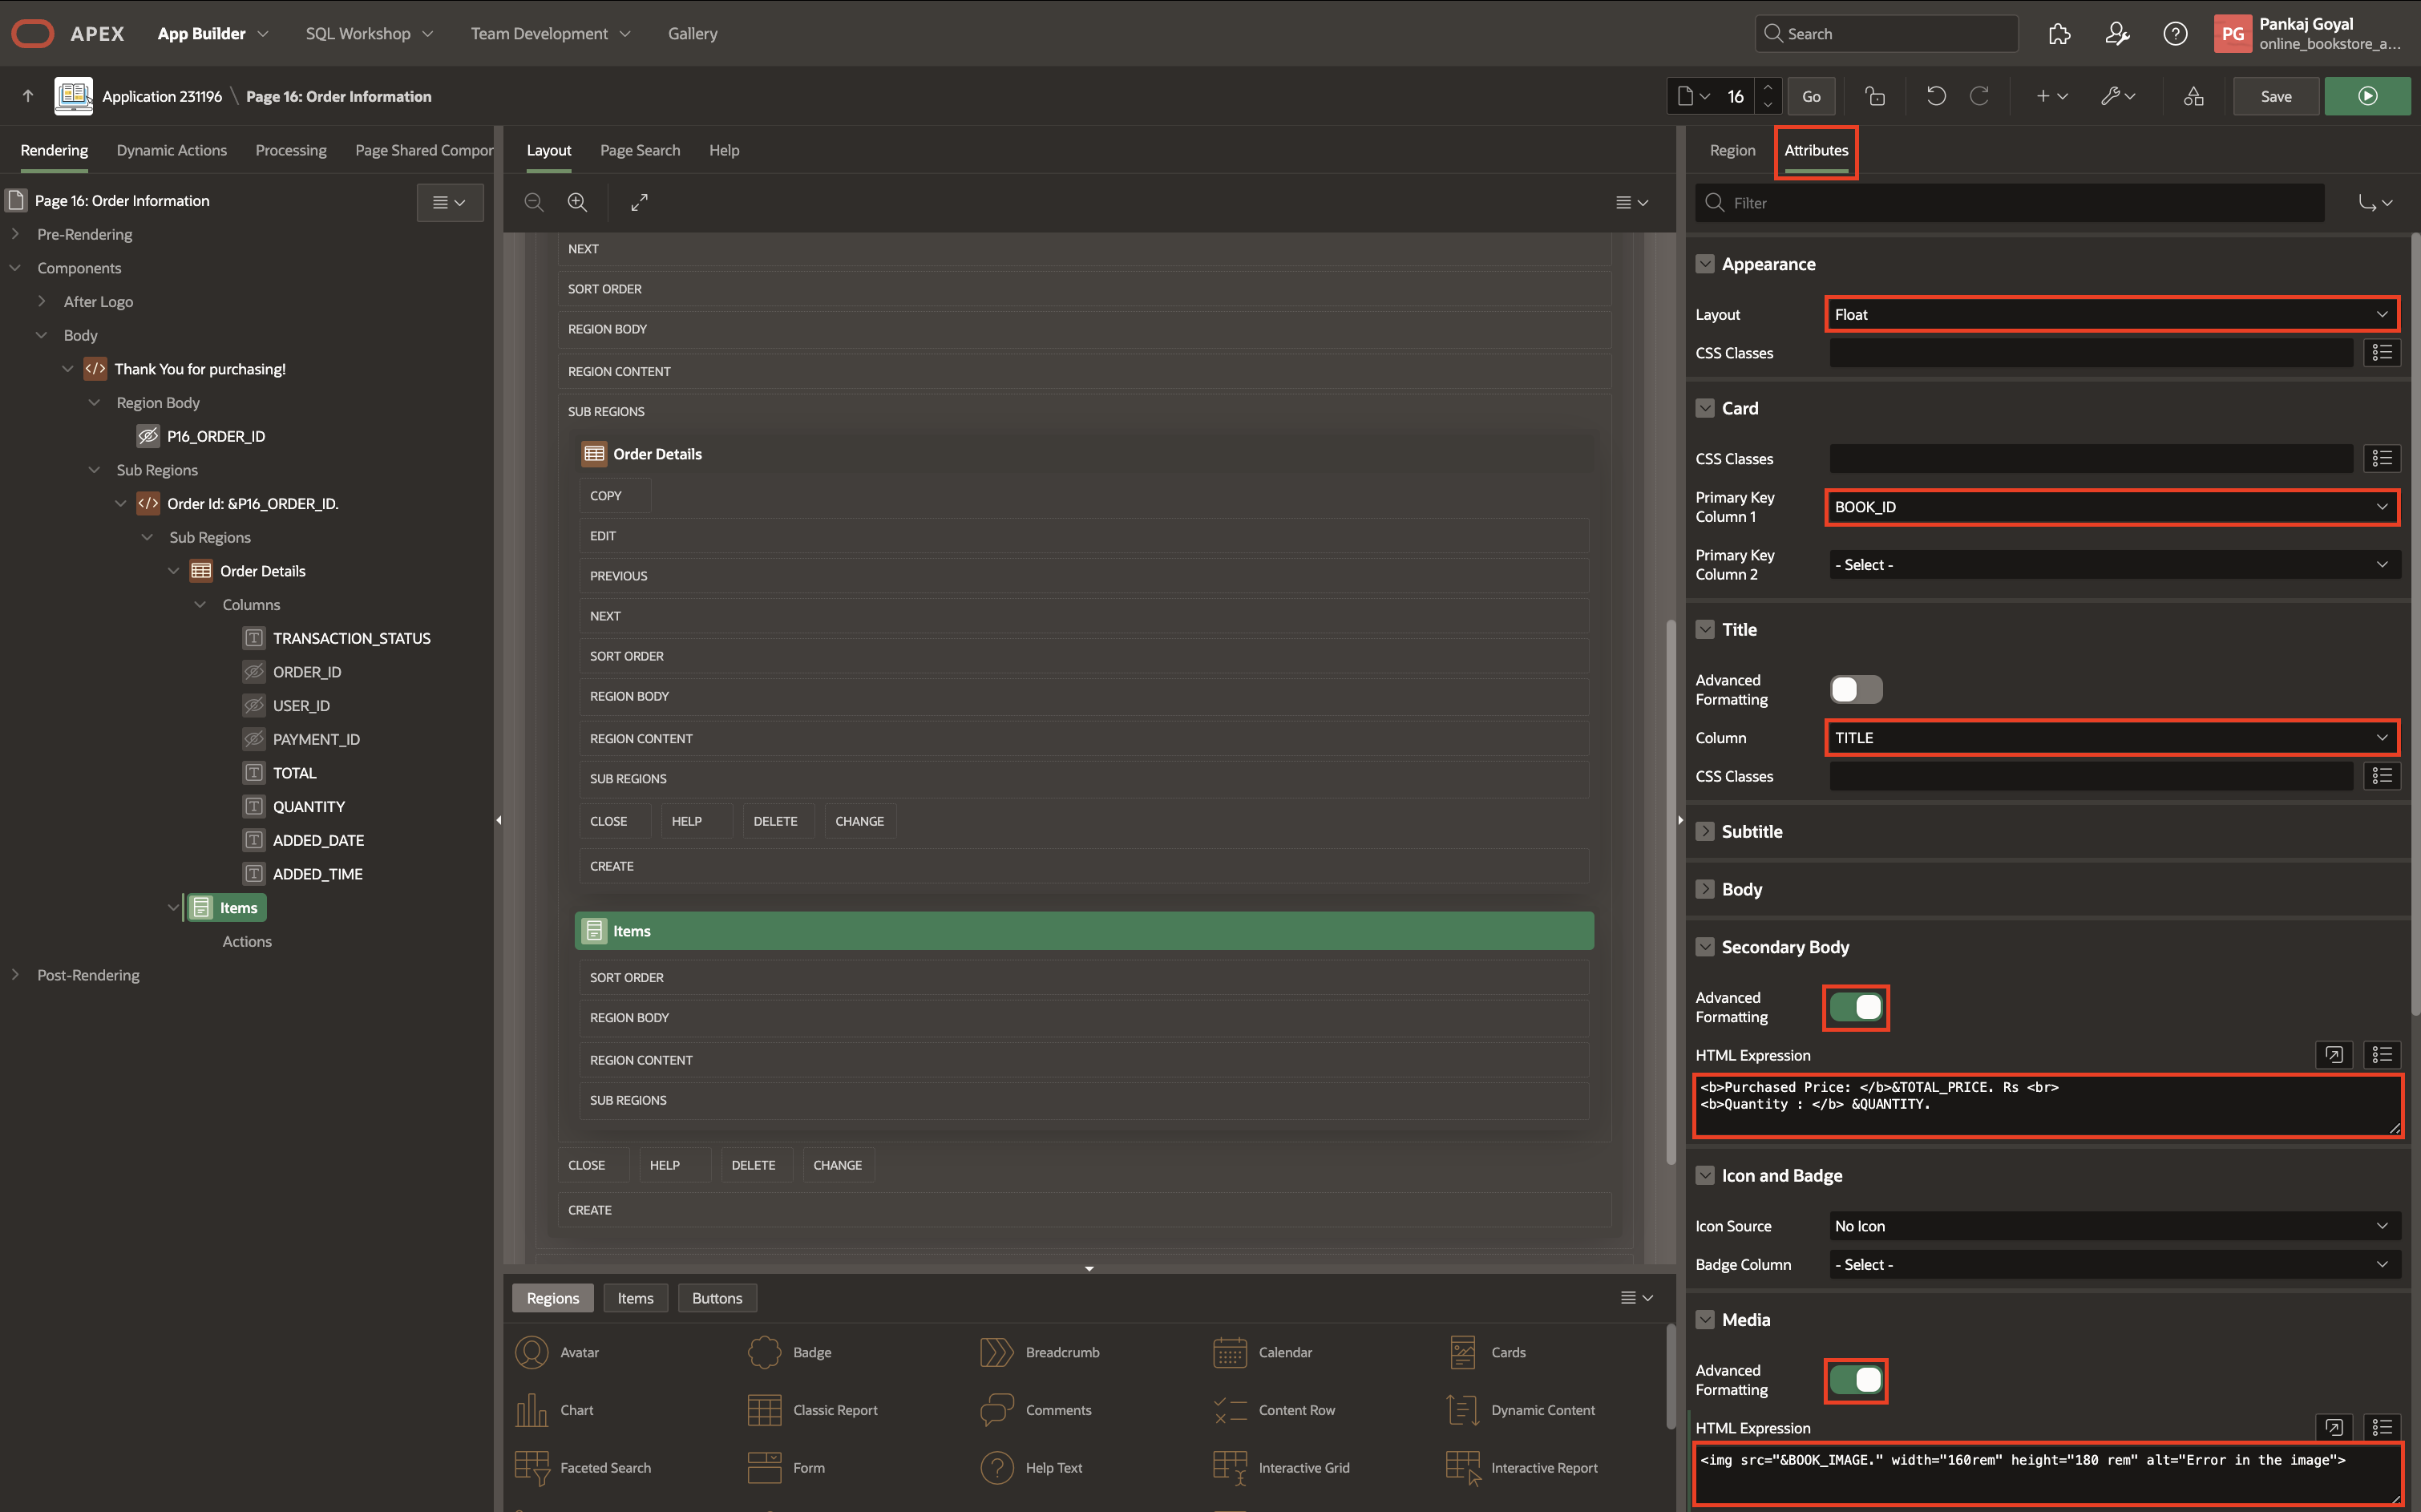 APEX App Builder SQL Workshop Team Development Gallery Search PG Pankaj Goyal
online_bookstore_a...
Application 231196 \ Page 16: Order Information 16 Go Save
Rendering Dynamic Actions Processing Page Shared Compor
Page 16: Order Information
Pre-Rendering
Components
After Logo
Body
Thank You for purchasing!
Region Body
P16_ORDER_ID
Sub Regions
Order Id: &P16_ORDER_ID.
Sub Regions
Order Details
Columns
TRANSACTION_STATUS
ORDER_ID
USER_ID
PAYMENT_ID
TOTAL
QUANTITY
ADDED_DATE
ADDED_TIME
Items
Actions
Post-Rendering
Layout Page Search Help
NEXT
SORT ORDER
REGION BODY
REGION CONTENT
SUB REGIONS
Order Details
COPY
EDIT
PREVIOUS
NEXT
SORT ORDER
REGION BODY
REGION CONTENT
SUB REGIONS
CLOSE HELP DELETE CHANGE
CREATE
Items
SORT ORDER
REGION BODY
REGION CONTENT
SUB REGIONS
CLOSE HELP DELETE CHANGE
CREATE
Regions Items Buttons
Avatar Badge Breadcrumb Calendar Cards
Chart Classic Report Comments Content Row Dynamic Content
Faceted Search Form Help Text Interactive Grid Interactive Report
Region Attributes
Filter
Appearance
Layout Float
CSS Classes
Card
CSS Classes
Primary Key
Column 1 BOOK_ID
Primary Key
Column 2 - Select -
Title
Advanced
Formatting
Column TITLE
CSS Classes
Subtitle
Body
Secondary Body
Advanced
Formatting
HTML Expression
<b>Purchased Price: </b>&TOTAL_PRICE. Rs <br>
<b>Quantity : </b> &QUANTITY.
Icon and Badge
Icon Source No Icon
Badge Column - Select -
Media
Advanced
Formatting
HTML Expression
<img src="&BOOK_IMAGE." width="160rem" height="180 rem" alt="Error in the image">